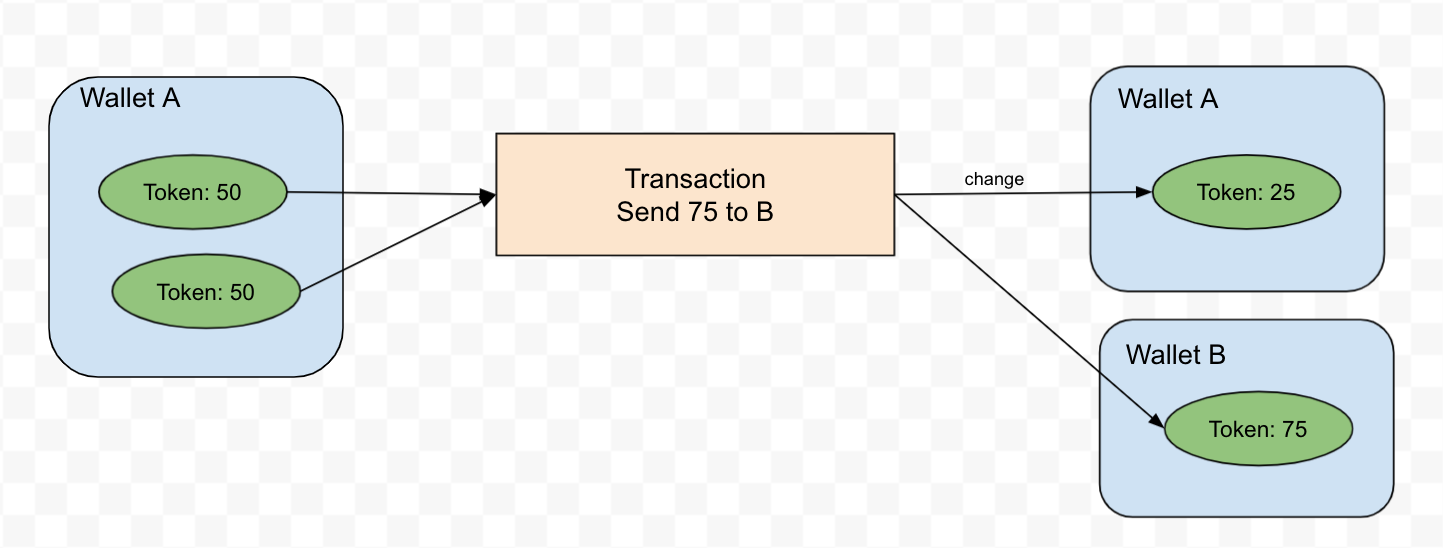 Wallet A
Token: 50
Token: 50
Transaction
Send 75 to B
change
Wallet A
Token: 25
Wallet B
Token: 75